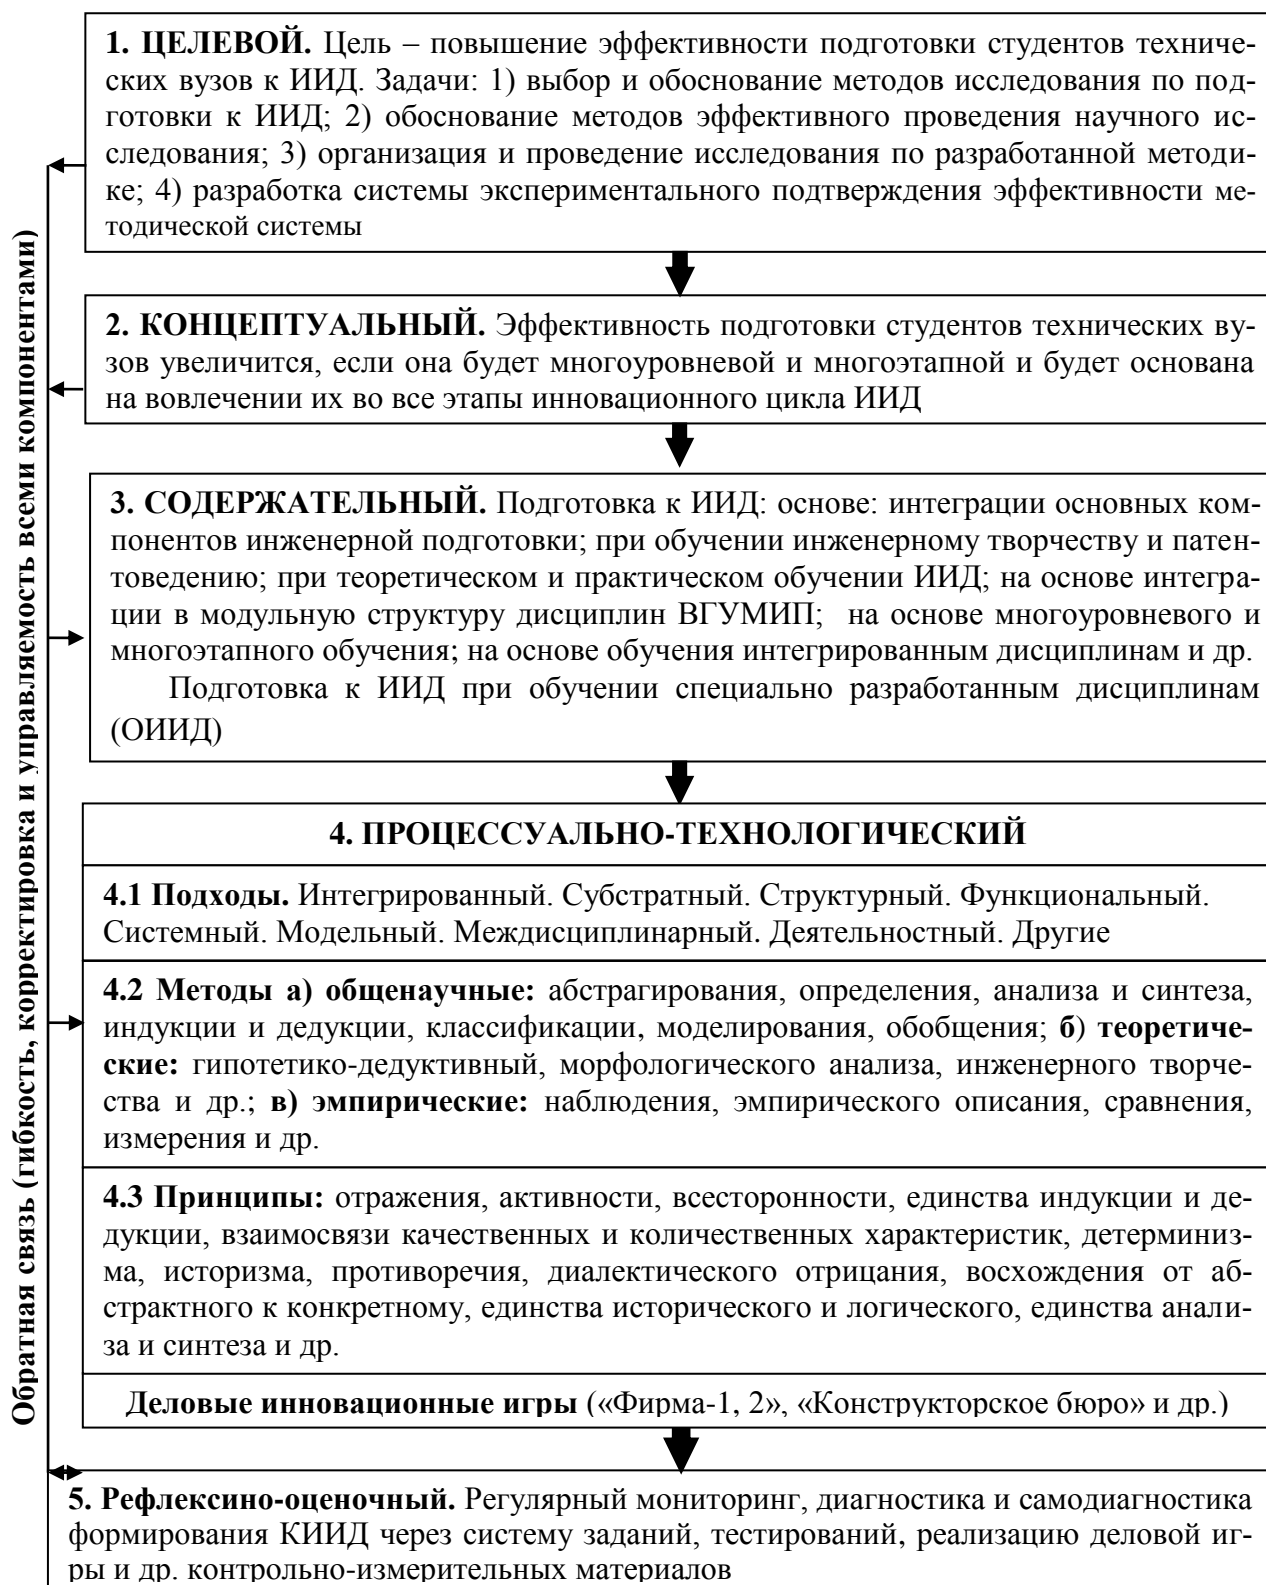 1. ЦЕЛЕВОЙ. Цель – повышение эффективности подготовки студентов техниче-
ских вузов к ИИД. Задачи: 1) выбор и обоснование методов исследования по под-
готовки к ИИД; 2) обоснование методов эффективного проведения научного ис-
следования; 3) организация и проведение исследования по разработанной методи-
ке; 4) разработка системы экспериментального подтверждения эффективности ме-
тодической системы
2. КОНЦЕПТУАЛЬНЫЙ. Эффективность подготовки студентов технических ву-
зов увеличится, если она будет многоуровневой и многоэтапной и будет основана
на вовлечении их во все этапы инновационного цикла ИИД
3. СОДЕРЖАТЕЛЬНЫЙ. Подготовка к ИИД: основе: интеграции основных ком-
понентов инженерной подготовки; при обучении инженерному творчеству и патен-
товедению; при теоретическом и практическом обучении ИИД; на основе интегра-
ции в модульную структуру дисциплин ВГУМИП; на основе многоуровневого и
многоэтапного обучения; на основе обучения интегрированным дисциплинам и др.
Подготовка к ИИД при обучении специально разработанным дисциплинам
(ОИИД)
4. ПРОЦЕССУАЛЬНО-ТЕХНОЛОГИЧЕСКИЙ
4.1 Подходы. Интегрированный. Субстратный. Структурный. Функциональный.
Системный. Модельный. Междисциплинарный. Деятельностный. Другие
4.2 Методы а) общенаучные: абстрагирования, определения, анализа и синтеза,
индукции и дедукции, классификации, моделирования, обобщения; б) теоретиче-
ские: гипотетико-дедуктивный, морфологического анализа, инженерного творче-
ства и др.; в) эмпирические: наблюдения, эмпирического описания, сравнения,
измерения и др.
4.3 Принципы: отражения, активности, всесторонности, единства индукции и де-
дукции, взаимосвязи качественных и количественных характеристик, детерминиз-
ма, историзма, противоречия, диалектического отрицания, восхождения от аб-
страктного к конкретному, единства исторического и логического, единства анали-
за и синтеза и др.
Деловые инновационные игры («Фирма-1, 2», «Конструкторское бюро» и др.)
5. Рефлексино-оценочный. Регулярный мониторинг, диагностика и самодиагностика
формирования КИИД через систему заданий, тестирований, реализацию деловой иг-
ры и др. контрольно-измерительных материалов
Обратная связь (гибкость, корректировка и управляемость всеми компонентами)